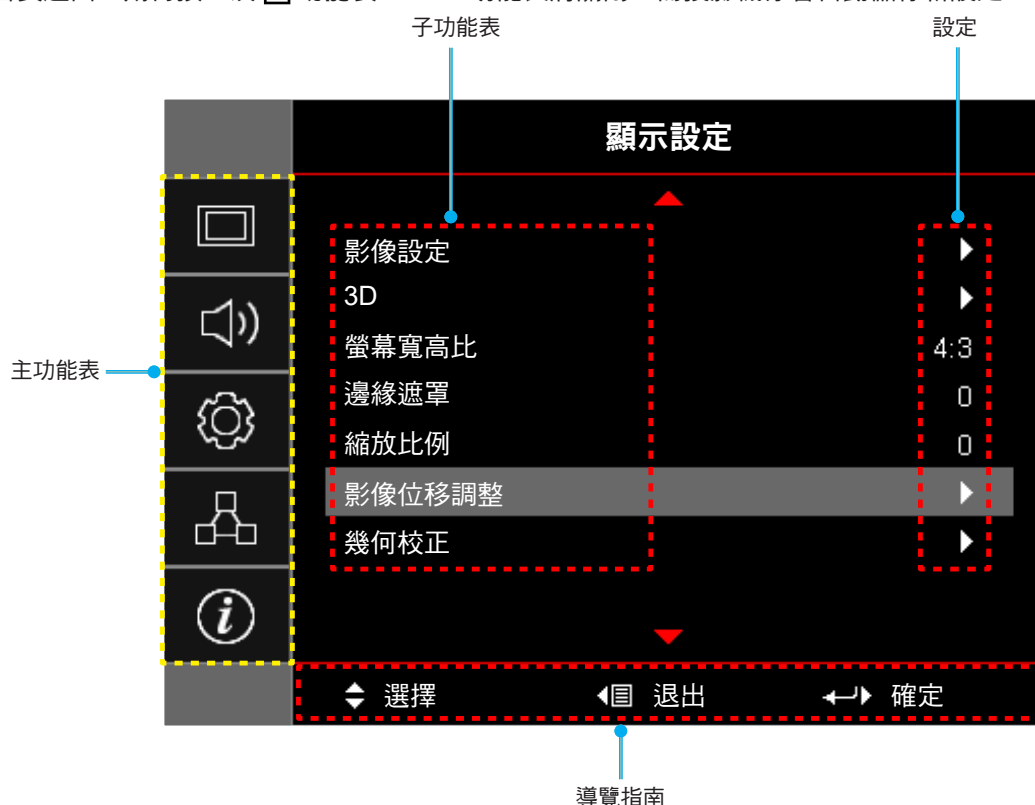 子功能表
設定
顯示設定
影像設定
3D
螢幕寬高比 4:3
邊緣遮罩 0
縮放比例 0
影像位移調整
幾何校正
主功能表
選擇 退出 確定
導覽指南